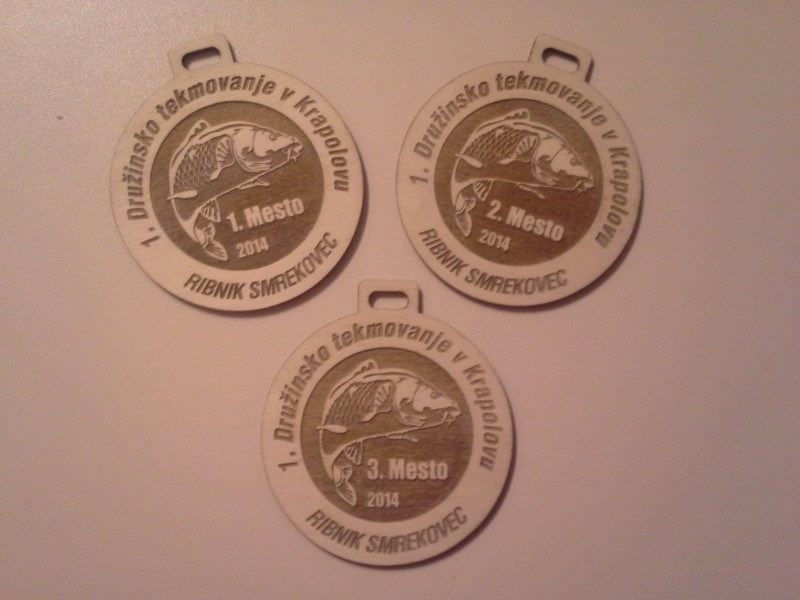 1. Družinsko tekmovanje v Krapolovu
1. Mesto
2014
RIBNIK SMREKOVEC
1. Družinsko tekmovanje v Krapolovu
2. Mesto
2014
RIBNIK SMREKOVEC
1. Družinsko tekmovanje v Krapolovu
3. Mesto
2014
RIBNIK SMREKOVEC